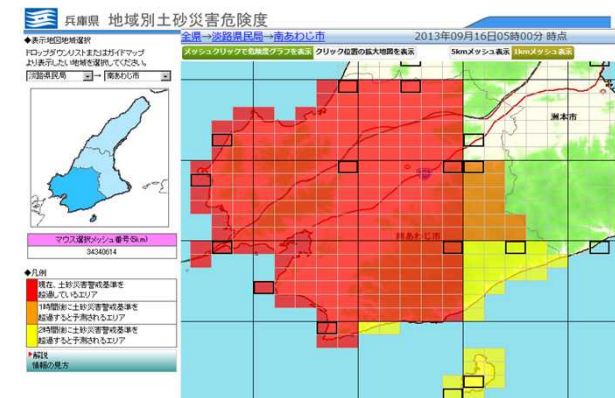 兵庫県 地域別土砂災害危険度
◆表示地図地域選択
ドロップダウンリストまたはガイドマップ
より表示したい地域を選択してください。
淡路県民局 → 南あわじ市
マウス選択メッシュ番号(5km)
34340614
◆凡例
現在、土砂災害警戒基準を
超過しているエリア
1時間後に土砂災害警戒基準を
超過すると予測されるエリア
2時間後に土砂災害警戒基準を
超過すると予測されるエリア
解説
情報の見方
全県→淡路県民局→南あわじ市 2013年09月16日05時00分 時点
メッシュクリックで危険度グラフを表示 クリック位置の拡大地図を表示 5kmメッシュ表示 1kmメッシュ表示
洲本市
南あわじ市